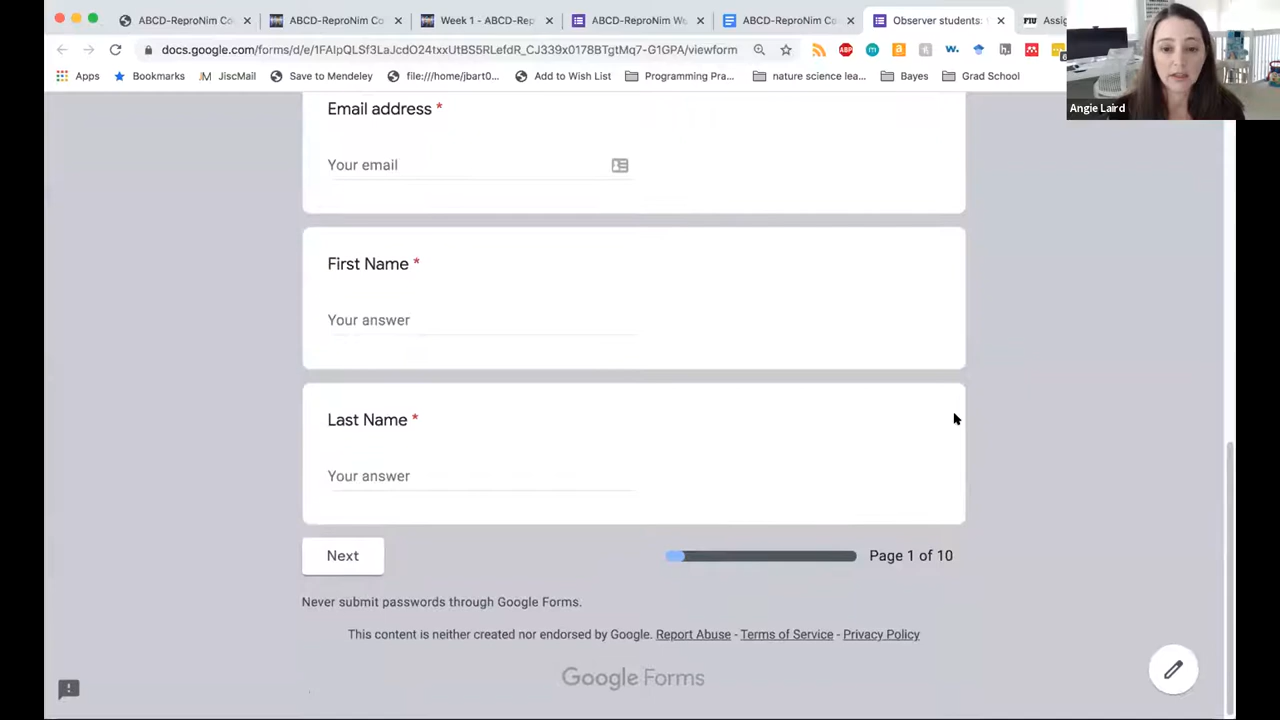 ABCD-ReproNim Co
ABCD-ReproNim Co
Week 1 - ABCD-Repr
ABCD-ReproNim We
ABCD-ReproNim Co
Observer students:
FIU Assig
docs.google.com/forms/d/e/1FAIpQLSf3LaJcdO24txxUtBS5RLefdR_CJ339x0178BTgtMq7-G1GPA/viewform
Apps
Bookmarks
JiscMail
Save to Mendeley
file:///home/jbart0...
Add to Wish List
Programming Pra...
nature science lea...
Bayes
Grad School
Angie Laird
Email address *
Your email
First Name *
Your answer
Last Name *
Your answer
Next
Page 1 of 10
Never submit passwords through Google Forms.
This content is neither created nor endorsed by Google. Report Abuse - Terms of Service - Privacy Policy
Google Forms